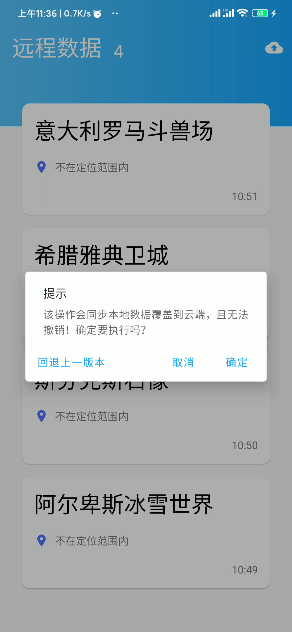 上午11:36 | 0.7K/s
远程数据 4
意大利罗马斗兽场
不在定位范围内
10:51
希腊雅典卫城
提示
该操作会同步本地数据覆盖到云端，且无法
撤销！确定要执行吗？
回退上一版本 取消 确定
斯芬克斯石像
不在定位范围内
10:50
阿尔卑斯冰雪世界
不在定位范围内
10:49